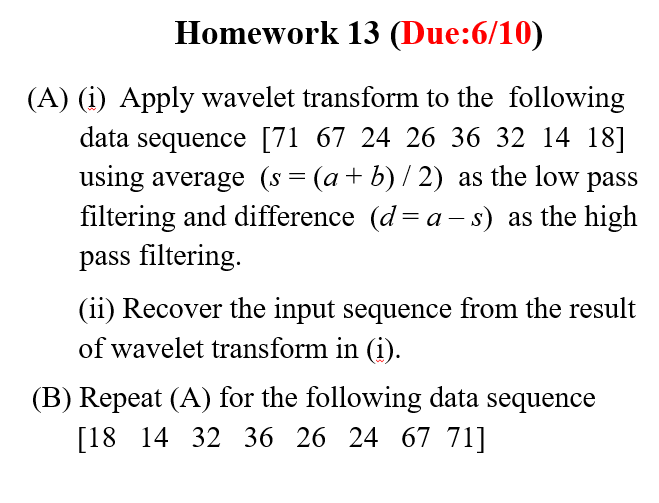 Homework 13 (Due:6/10)
(A) (i) Apply wavelet transform to the following
data sequence [71 67 24 26 36 32 14 18]
using average (s = (a + b) / 2) as the low pass
filtering and difference (d = a – s) as the high
pass filtering.
(ii) Recover the input sequence from the result
of wavelet transform in (i).
(B) Repeat (A) for the following data sequence
[18 14 32 36 26 24 67 71]